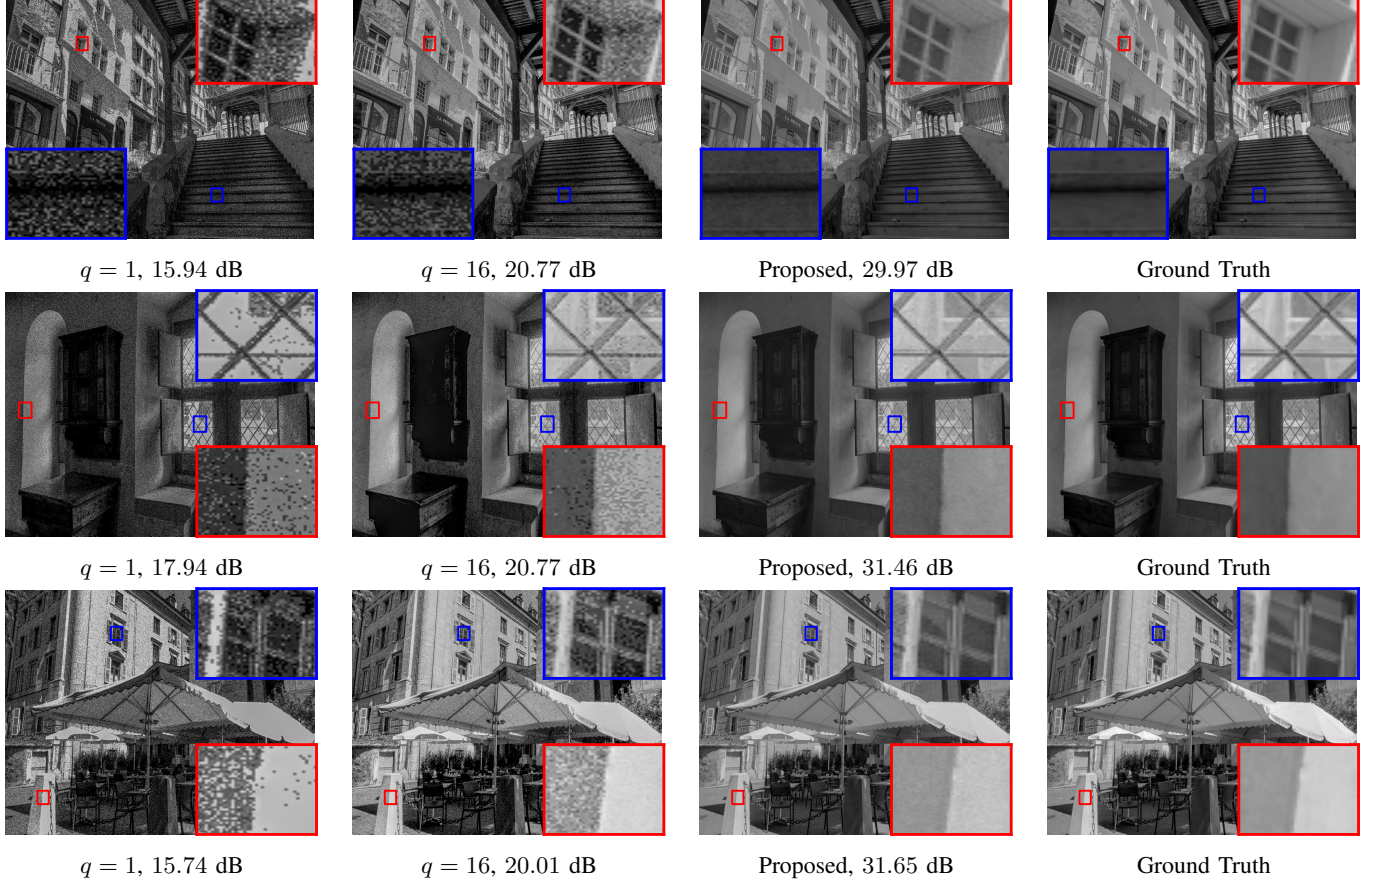 q = 1, 15.94 dB
q = 16, 20.77 dB
Proposed, 29.97 dB
Ground Truth
q = 1, 17.94 dB
q = 16, 20.77 dB
Proposed, 31.46 dB
Ground Truth
q = 1, 15.74 dB
q = 16, 20.01 dB
Proposed, 31.65 dB
Ground Truth